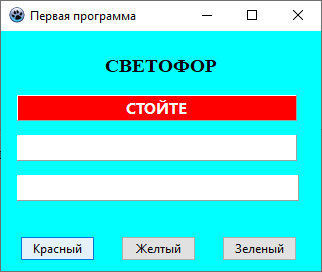 Первая программа
СВЕТОФОР
СТОЙТЕ
Красный Желтый Зеленый